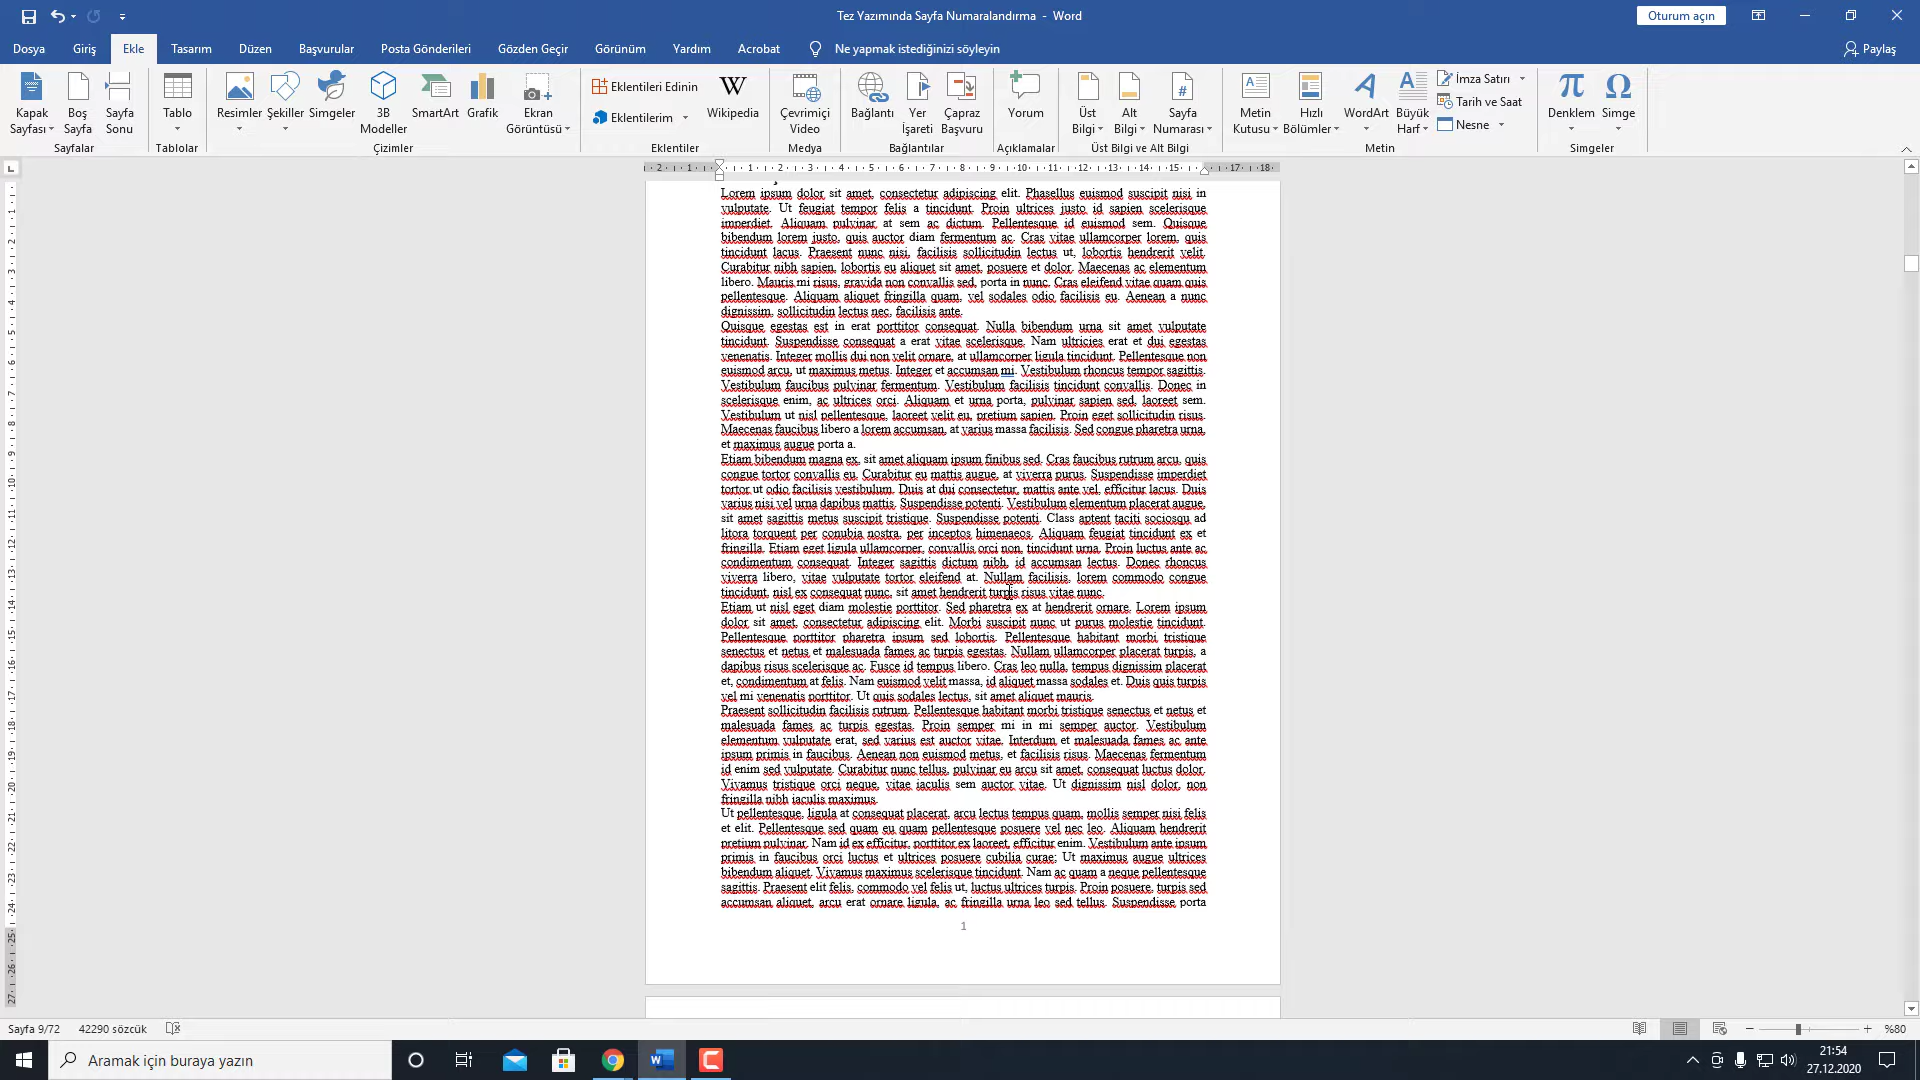 Tez Yazımında Sayfa Numaralandırma - Word
Oturum açın
Dosya Giriş Ekle Tasarım Düzen Başvurular Posta Gönderileri Gözden Geçir Görünüm Yardım Acrobat Ne yapmak istediğinizi söyleyin Paylaş
Kapak Sayfası
Boş Sayfa
Sayfa Sonu
Tablo
Resimler
Şekiller
Simgeler
3B Modeller
SmartArt
Grafik
Ekran Görüntüsü
Eklentileri Edinin
Eklentilerim
Wikipedia
Çevrimiçi Video
Bağlantı
Yer İşareti
Çapraz Başvuru
Yorum
Üst Bilgi
Alt Bilgi
Sayfa Numarası
Metin Kutusu
Hızlı Bölümler
WordArt
Büyük Harf
İmza Satırı
Tarih ve Saat
Nesne
Denklem
Simge
Sayfalar Tablolar Çizimler Eklentiler Medya Bağlantılar Açıklamalar Üst Bilgi ve Alt Bilgi Metin Simgeler
2 1 1 2 3 4 5 6 7 8 9 10 11 12 13 14 15 17 18
Lorem ipsum dolor sit amet, consectetur adipiscing elit. Phasellus euismod suscipit nisi in
vulputate. Ut feugiat tempor felis a tincidunt. Proin ultrices justo id sapien scelerisque
imperdiet. Aliquam pulvinar at sem ac dictum. Pellentesque id euismod sem. Quisque
bibendum lorem justo, quis auctor diam fermentum ac. Cras vitae ullamcorper lorem, quis
tincidunt lacus. Praesent nunc nisi, facilisis sollicitudin lectus ut, lobortis hendrerit velit.
Curabitur nibh sapien, lobortis eu aliquet sit amet, posuere et dolor. Maecenas ac elementum
libero. Mauris mi risus, gravida non convallis sed, porta in nunc. Cras eleifend vitae quam quis
pellentesque. Aliquam aliquet fringilla quam, vel sodales odio facilisis eu. Aenean a nunc
dignissim, sollicitudin lectus nec, facilisis ante.
Quisque egestas est in erat porttitor consequat. Nulla bibendum urna sit amet vulputate
tincidunt. Suspendisse consequat a erat vitae scelerisque. Nam ultricies erat et dui egestas
venenatis. Integer mollis dui non velit ornare, at ullamcorper ligula tincidunt. Pellentesque non
euismod arcu, ut maximus metus. Integer et accumsan mi. Vestibulum rhoncus tempor sagittis.
Vestibulum faucibus pulvinar fermentum. Vestibulum facilisis tincidunt convallis. Donec in
scelerisque enim, ac ultrices orci. Aliquam et urna porta, pulvinar sapien sed, laoreet sem.
Vestibulum ut nisl pellentesque, laoreet velit eu, pretium sapien. Proin eget sollicitudin risus.
Maecenas faucibus libero a lorem accumsan, at varius massa facilisis. Sed congue pharetra urna,
et maximus augue porta a.
Etiam bibendum magna ex, sit amet aliquam ipsum finibus sed. Cras faucibus rutrum arcu, quis
congue tortor convallis eu. Curabitur eu mattis augue, at viverra purus. Suspendisse imperdiet
tortor ut odio facilisis vestibulum. Duis at dui consectetur, mattis ante vel, efficitur lacus. Duis
varius nisi vel urna dapibus mattis. Suspendisse potenti. Vestibulum elementum placerat augue,
sit amet sagittis metus suscipit tristique. Suspendisse potenti. Class aptent taciti sociosqu ad
litora torquent per conubia nostra, per inceptos himenaeos. Aliquam feugiat tincidunt ex et
fringilla. Etiam eget ligula ullamcorper, convallis orci non, tincidunt urna. Proin luctus ante ac
condimentum consequat. Integer sagittis dictum nibh, id accumsan lectus. Donec rhoncus
viverra libero, vitae vulputate tortor eleifend at. Nullam facilisis, lorem commodo congue
tincidunt, nisl ex consequat nunc, sit amet hendrerit turpis risus vitae nunc.
Etiam ut nisl eget diam molestie porttitor. Sed pharetra ex at hendrerit ornare. Lorem ipsum
dolor sit amet, consectetur adipiscing elit. Morbi suscipit nunc ut purus molestie tincidunt.
Pellentesque porttitor pharetra ipsum sed lobortis. Pellentesque habitant morbi tristique
senectus et netus et malesuada fames ac turpis egestas. Nullam ullamcorper placerat turpis, a
dapibus risus scelerisque ac. Fusce id tempus libero. Cras leo nulla, tempus dignissim placerat
et, condimentum at felis. Nam euismod velit massa, id aliquet massa sodales et. Duis quis turpis
vel mi venenatis porttitor. Ut quis sodales lectus, sit amet aliquet mauris.
Praesent sollicitudin facilisis rutrum. Pellentesque habitant morbi tristique senectus et netus et
malesuada fames ac turpis egestas. Proin semper mi in mi semper auctor. Vestibulum
elementum vulputate erat, sed varius est auctor vitae. Interdum et malesuada fames ac ante
ipsum primis in faucibus. Aenean non euismod metus, et facilisis risus. Maecenas fermentum
id enim sed vulputate. Curabitur nunc tellus, pulvinar eu arcu sit amet, consequat luctus dolor.
Vivamus tristique orci neque, vitae iaculis sem auctor vitae. Ut dignissim nisl dolor, non
fringilla nibh iaculis maximus.
Ut pellentesque, ligula at consequat placerat, arcu lectus tempus quam, mollis semper nisi felis
et elit. Pellentesque sed quam eu quam pellentesque posuere vel nec leo. Aliquam hendrerit
pretium pulvinar. Nam id ex efficitur, porttitor ex laoreet, efficitur enim. Vestibulum ante ipsum
primis in faucibus orci luctus et ultrices posuere cubilia curae; Ut maximus augue ultrices
bibendum aliquet. Vivamus maximus scelerisque tincidunt. Nam ac quam a neque pellentesque
sagittis. Praesent elit felis, commodo vel felis ut, luctus ultrices turpis. Proin posuere, turpis sed
accumsan aliquet, arcu erat ornare ligula, ac fringilla urna leo sed tellus. Suspendisse porta
1
Sayfa 9/72 42290 sözcük %80
Aramak için buraya yazın
21:54
27.12.2020